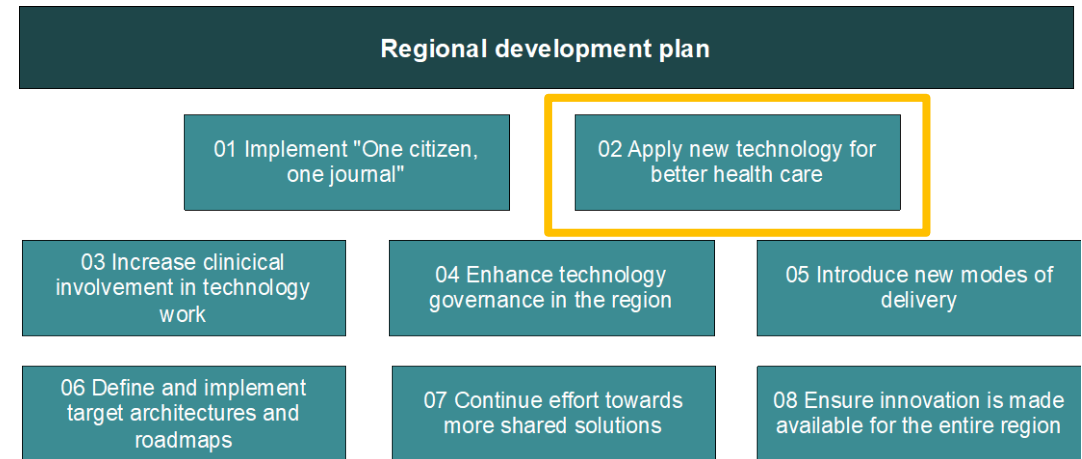 Regional development plan
01 Implement "One citizen,
one journal"
02 Apply new technology for
better health care
03 Increase clinicical
involvement in technology
work
04 Enhance technology
governance in the region
05 Introduce new modes of
delivery
06 Define and implement
target architectures and
roadmaps
07 Continue effort towards
more shared solutions
08 Ensure innovation is made
available for the entire region